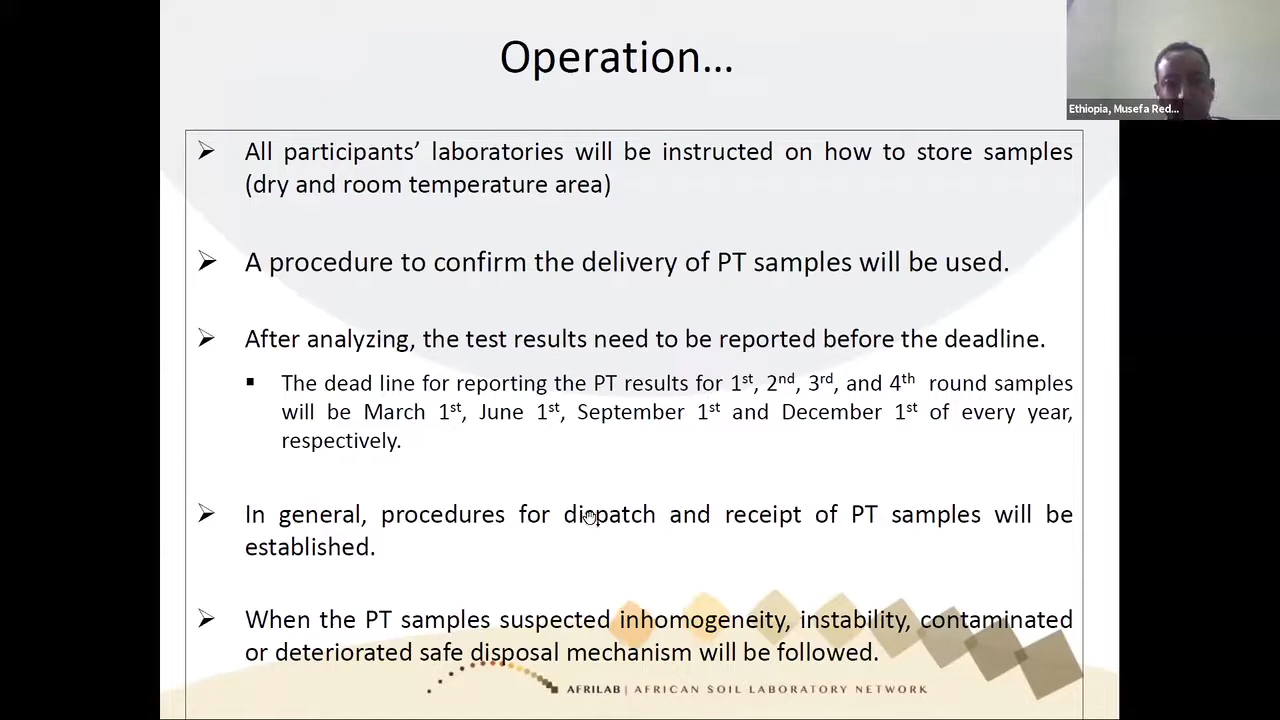 Operation...
Ethiopia, Musefa Red...
➢ All participants’ laboratories will be instructed on how to store samples
(dry and room temperature area)
➢ A procedure to confirm the delivery of PT samples will be used.
➢ After analyzing, the test results need to be reported before the deadline.
▪ The dead line for reporting the PT results for 1st, 2nd, 3rd, and 4th round samples
will be March 1st, June 1st, September 1st and December 1st of every year,
respectively.
➢ In general, procedures for dispatch and receipt of PT samples will be
established.
➢ When the PT samples suspected inhomogeneity, instability, contaminated
or deteriorated safe disposal mechanism will be followed.
AFRILAB | AFRICAN SOIL LABORATORY NETWORK